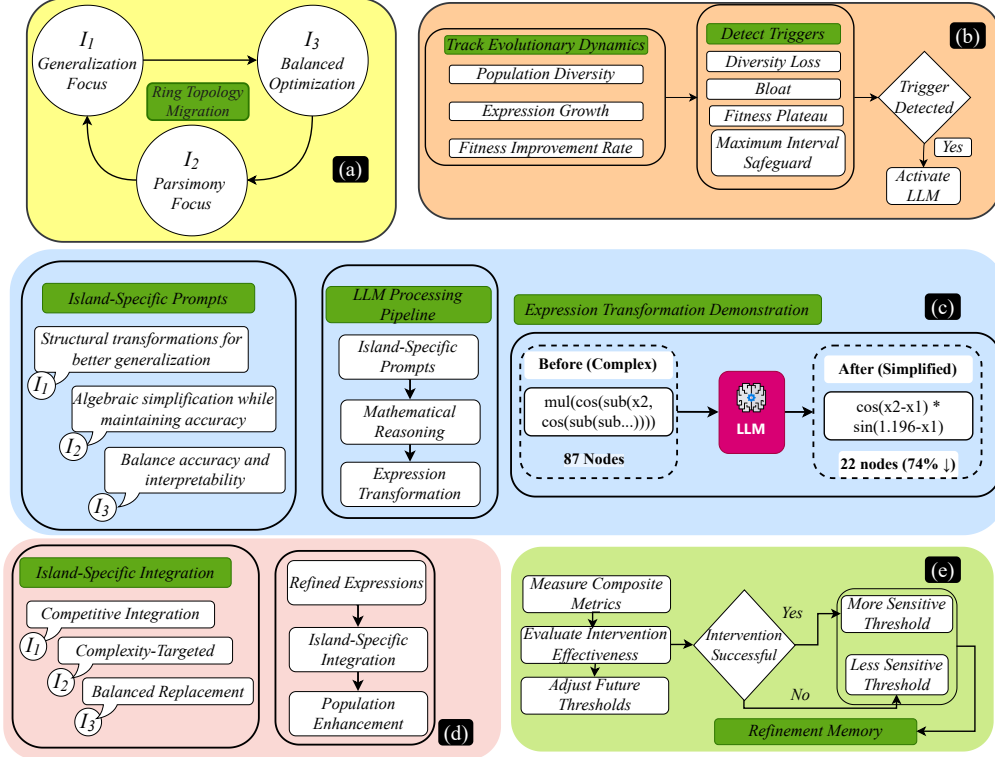 I1
Generalization
Focus
I3
Balanced
Optimization
Ring Topology
Migration
I2
Parsimony
Focus
(a)
Track Evolutionary Dynamics
Population Diversity
Expression Growth
Fitness Improvement Rate
Detect Triggers
Diversity Loss
Bloat
Fitness Plateau
Maximum Interval
Safeguard
Trigger
Detected
Yes
Activate
LLM
(b)
Island-Specific Prompts
Structural transformations for
better generalization
I1
Algebraic simplification while
maintaining accuracy
I2
Balance accuracy and
interpretability
I3
LLM Processing
Pipeline
Island-Specific
Prompts
Mathematical
Reasoning
Expression
Transformation
Expression Transformation Demonstration
(c)
Before (Complex)
mul(cos(sub(x2,
cos(sub(sub...))))
87 Nodes
LLM
After (Simplified)
cos(x2-x1) *
sin(1.196-x1)
22 nodes (74% ↓)
Island-Specific Integration
Competitive Integration
I1
Complexity-Targeted
I2
Balanced Replacement
I3
Refined Expressions
Island-Specific
Integration
Population
Enhancement
(d)
Measure Composite
Metrics
Evaluate Intervention
Effectiveness
Adjust Future
Thresholds
Intervention
Successful
Yes
No
More Sensitive
Threshold
Less Sensitive
Threshold
Refinement Memory
(e)